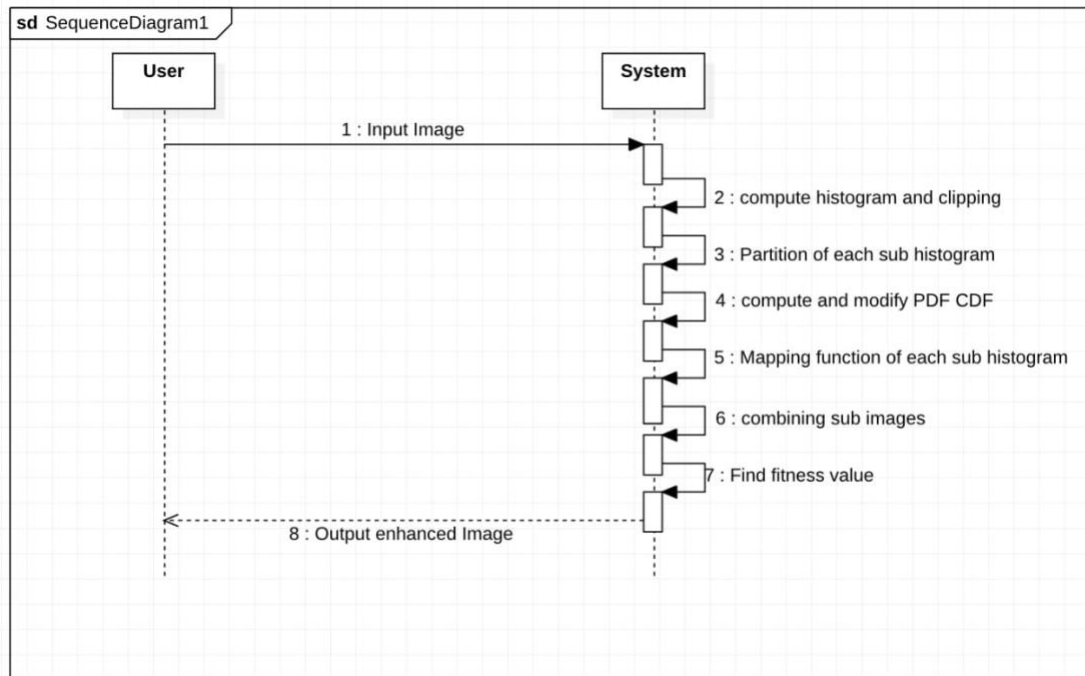 sd SequenceDiagram1
User
System
1 : Input Image
2 : compute histogram and clipping
3 : Partition of each sub histogram
4 : compute and modify PDF CDF
5 : Mapping function of each sub histogram
6 : combining sub images
7 : Find fitness value
8 : Output enhanced Image